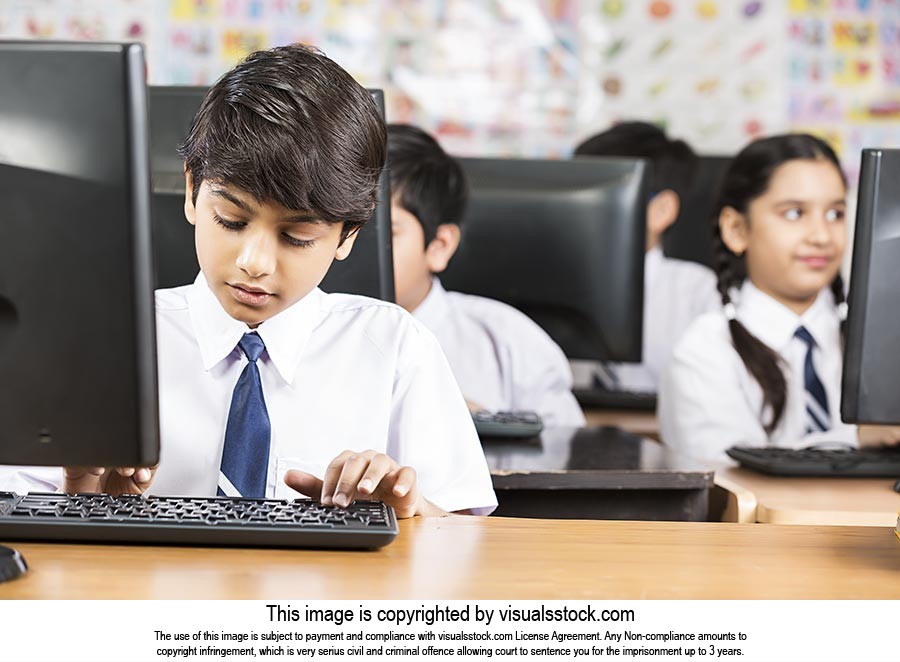 This image is copyrighted by visualsstock.com
The use of this image is subject to payment and compliance with visualsstock.com License Agreement. Any Non-compliance amounts to
copyright infringement, which is very serius civil and criminal offence allowing court to sentence you for the imprisonment up to 3 years.